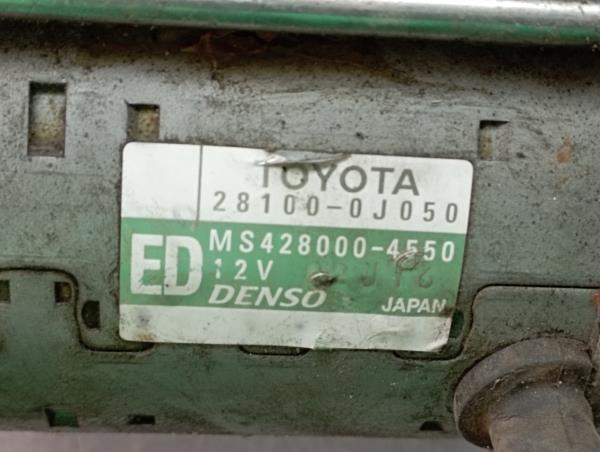 TOYOTA
28100-0J050
ED
MS428000-4550
12V
DENSO JAPAN